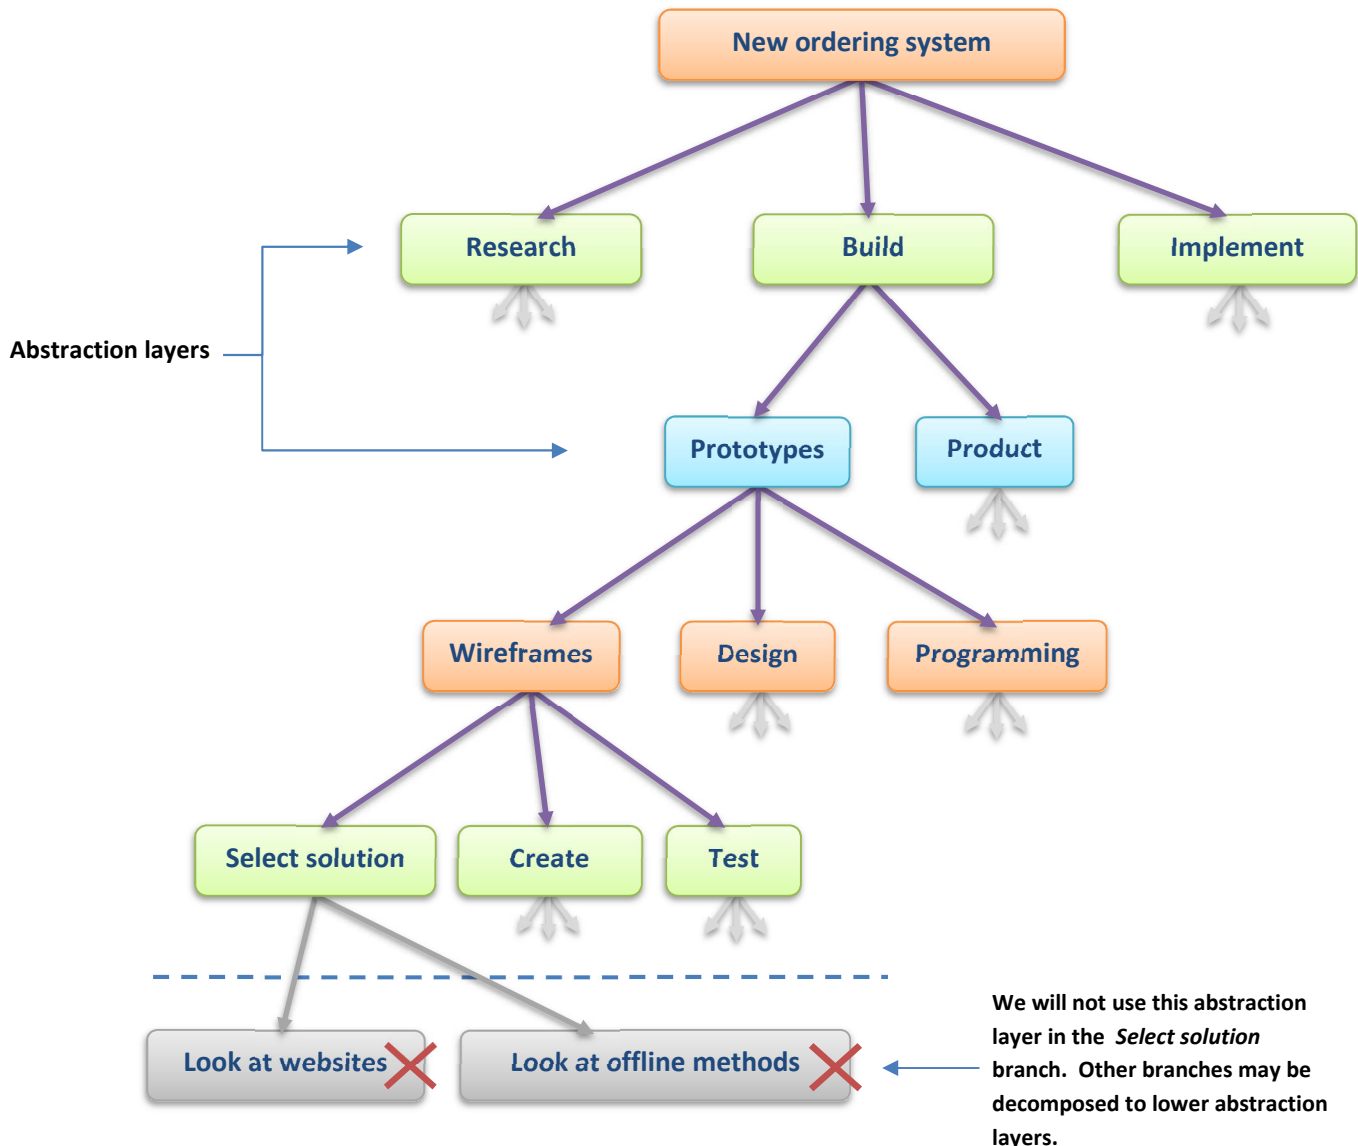 New ordering system
Research
Build
Implement
Abstraction layers
Prototypes
Product
Wireframes
Design
Programming
Select solution
Create
Test
Look at websites
Look at offline methods
We will not use this abstraction
layer in the Select solution
branch. Other branches may be
decomposed to lower abstraction
layers.